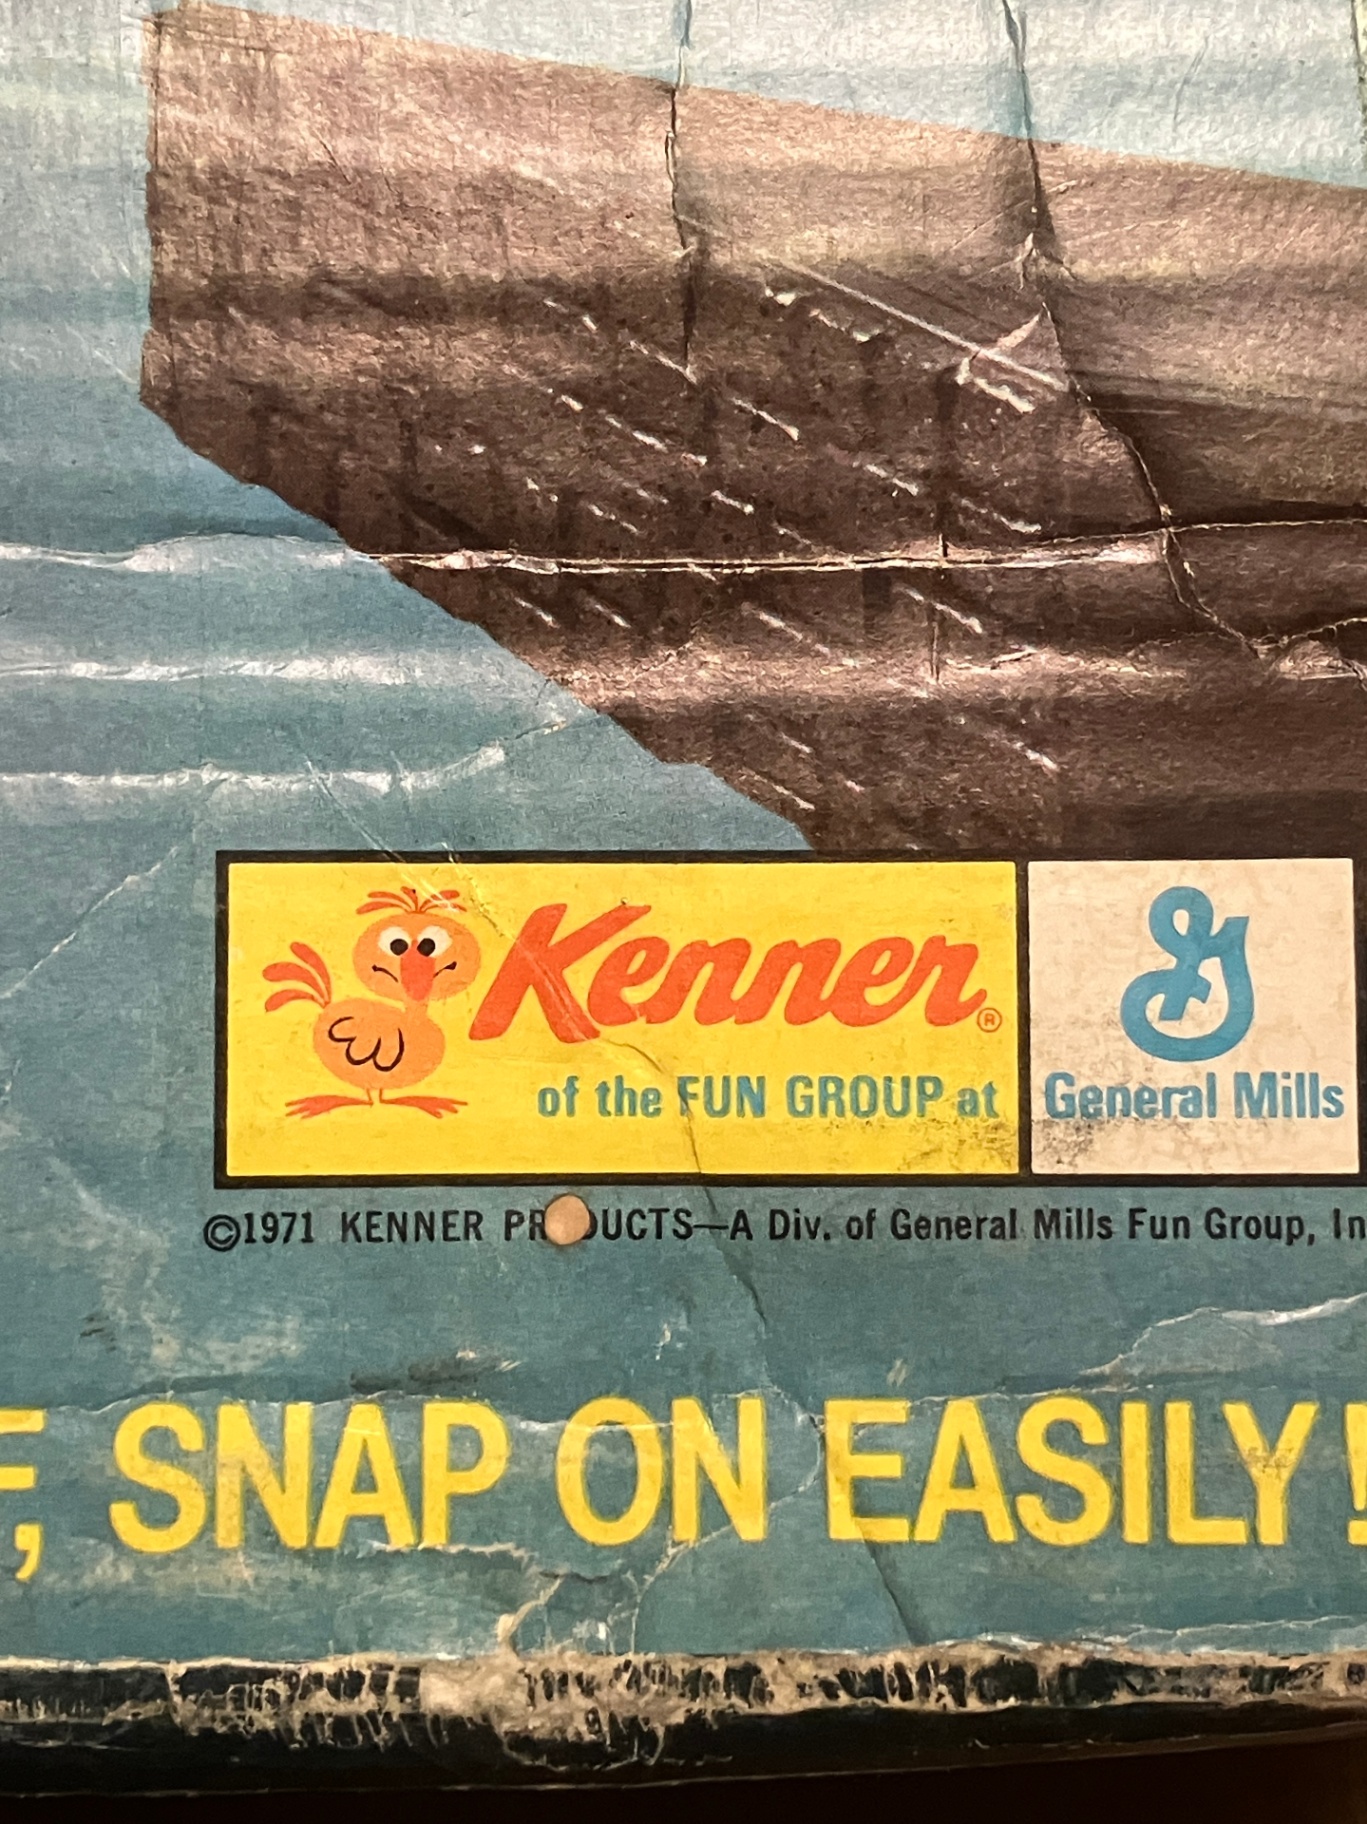 Kenner®
of the FUN GROUP at
G
General Mills
©1971 KENNER PR DUCTS—A Div. of General Mills Fun Group, In
F, SNAP ON EASILY!